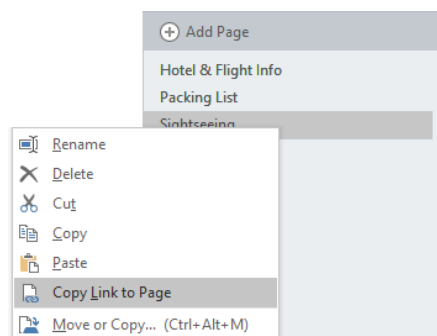 Add Page
Hotel & Flight Info
Packing List
Sightseeing
Rename
Delete
Cut
Copy
Paste
Copy Link to Page
Move or Copy... (Ctrl+Alt+M)